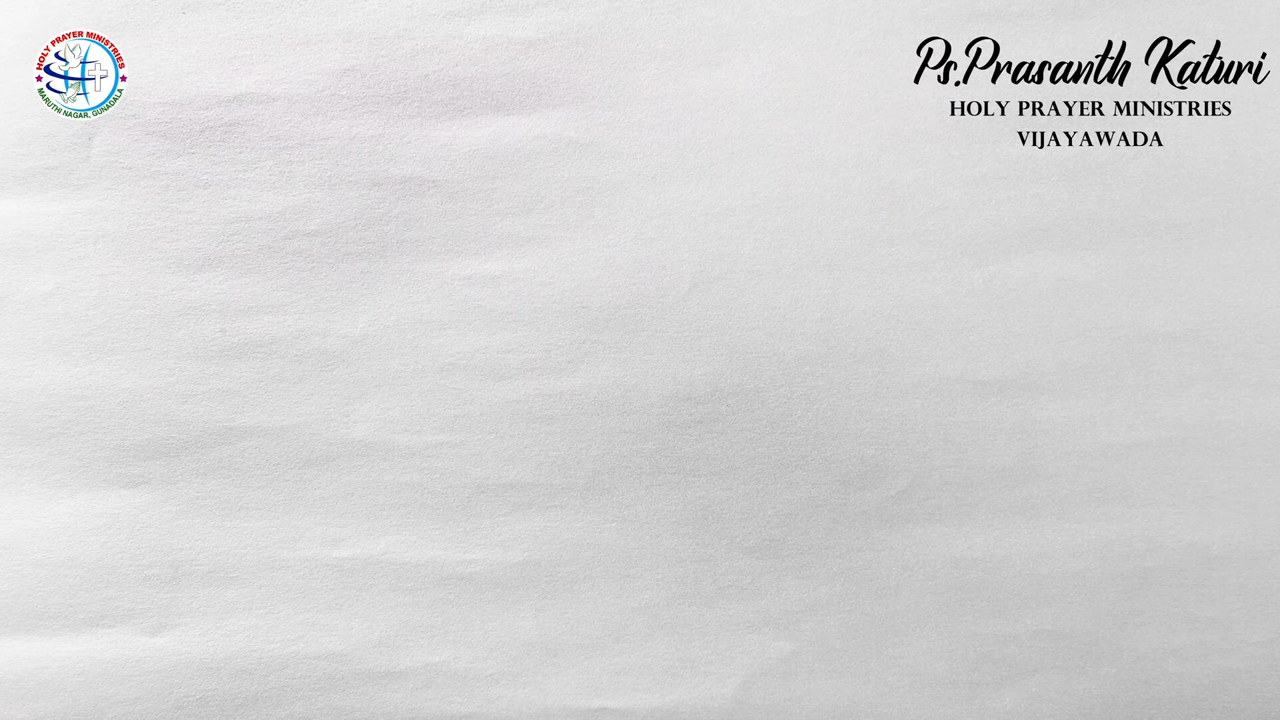 HOLY PRAYER MINISTRIES
MARUTHI NAGAR, GUNADALA
Ps.Prasanth Katuri
HOLY PRAYER MINISTRIES
VIJAYAWADA